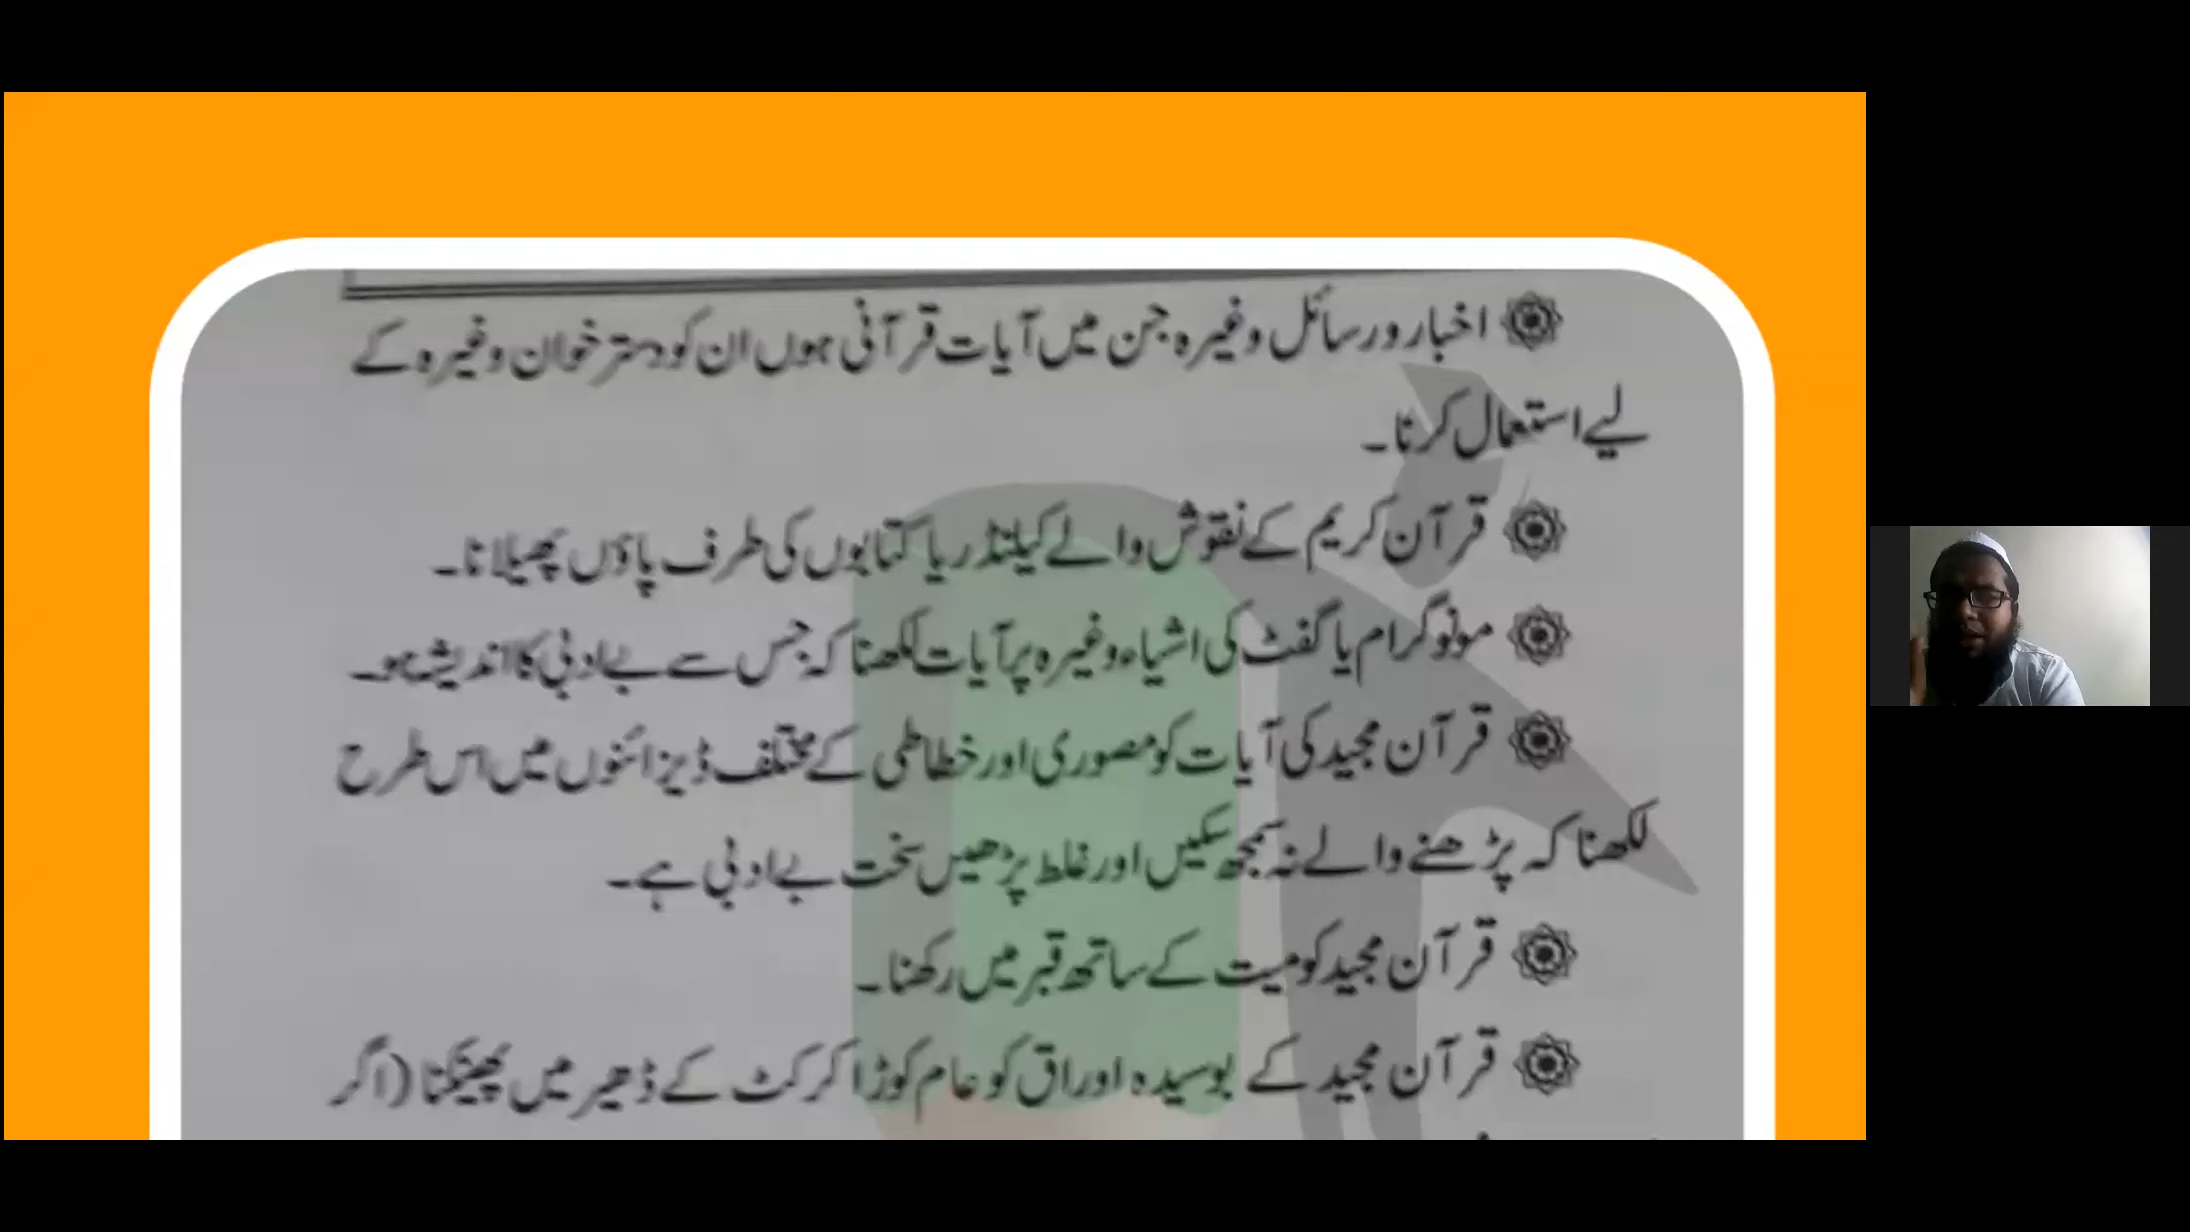 اخبار و رسائل وغیرہ جن میں آیات قرآنی ہوں ان کو دسترخوان وغیرہ کے
لیے استعمال کرنا۔
قرآن کریم کے نقوش والے کیلنڈر یا کتابوں کی طرف پاؤں پھیلانا۔
مونوگرام یا گفٹ کی اشیاء وغیرہ پر آیات لکھنا کہ جس سے بے ادبی کا اندیشہ ہو۔
قرآن مجید کی آیات کو مصوری اور خطاطی کے مختلف ڈیزائنوں میں اس طرح
لکھنا کہ پڑھنے والے نہ سمجھ سکیں اور غلط پڑھیں سخت بے ادبی ہے۔
قرآن مجید کو میت کے ساتھ قبر میں رکھنا۔
قرآن مجید کے بوسیدہ اوراق کو عام کوڑا کرکٹ کے ڈھیر میں پھینکنا (اگر